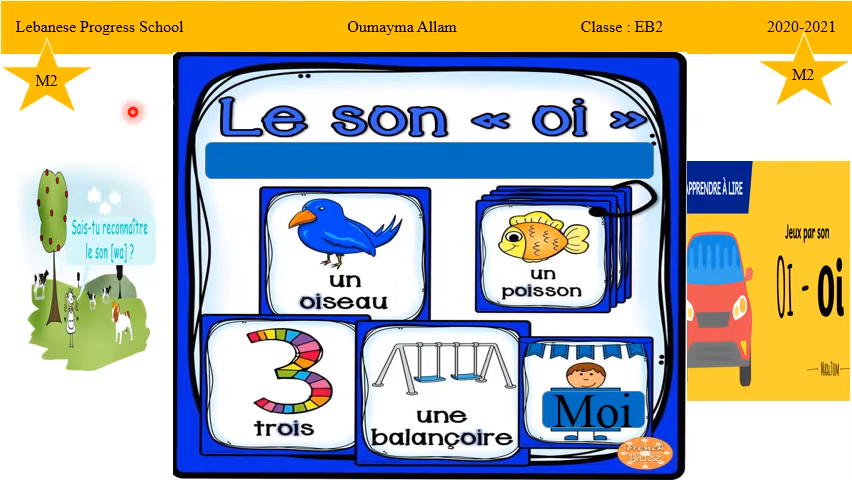 Lebanese Progress School Oumayma Allam Classe : EB2 2020-2021
M2
M2
Le son « oi »
Sais-tu reconnaître
le son [wa] ?
un
oiseau
un
poisson
trois
une
balançoire
Moi
APPRENDRE À LIRE
Jeux par son
OI - oi